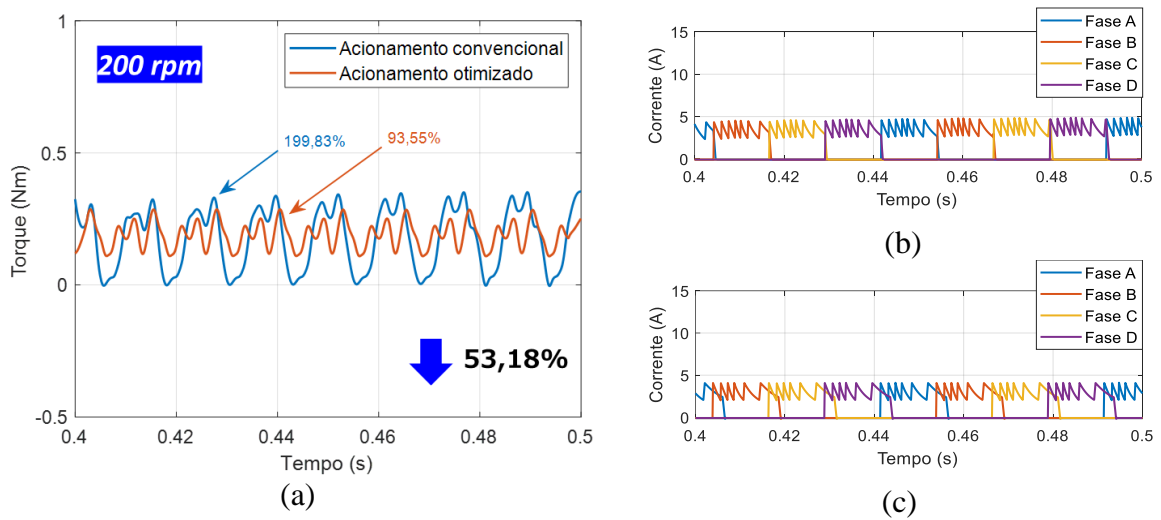 1
0.5
0
-0.5
Torque (Nm)
200 rpm
Acionamento convencional
Acionamento otimizado
199,83%
93,55%
53,18%
0.4
0.42
0.44
0.46
0.48
0.5
Tempo (s)
(a)
15
10
5
0
Corrente (A)
Fase A
Fase B
Fase C
Fase D
0.4
0.42
0.44
0.46
0.48
0.5
Tempo (s)
(b)
15
10
5
0
Corrente (A)
Fase A
Fase B
Fase C
Fase D
0.4
0.42
0.44
0.46
0.48
0.5
Tempo (s)
(c)